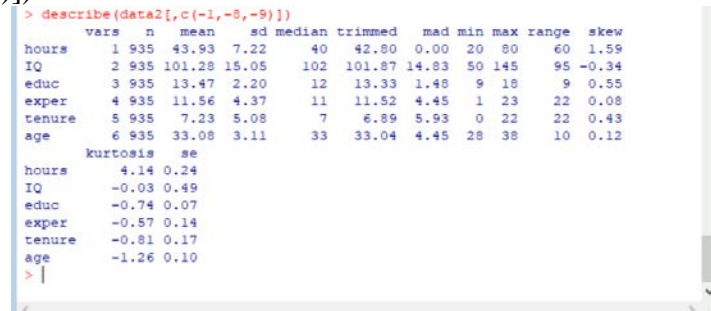 )])
> describe(data2[,c(-1,-8,-9)])
vars n mean sd median trimmed mad min max range skew
hours 1 935 43.93 7.22 40 42.80 0.00 20 80 60 1.59
IQ 2 935 101.28 15.05 102 101.87 14.83 50 145 95 -0.34
educ 3 935 13.47 2.20 12 13.33 1.48 9 18 9 0.55
exper 4 935 11.56 4.37 11 11.52 4.45 1 23 22 0.08
tenure 5 935 7.23 5.08 7 6.89 5.93 0 22 22 0.43
age 6 935 33.08 3.11 33 33.04 4.45 28 38 10 0.12
kurtosis se
hours 4.14 0.24
IQ -0.03 0.49
educ -0.74 0.07
exper -0.57 0.14
tenure -0.81 0.17
age -1.26 0.10
>